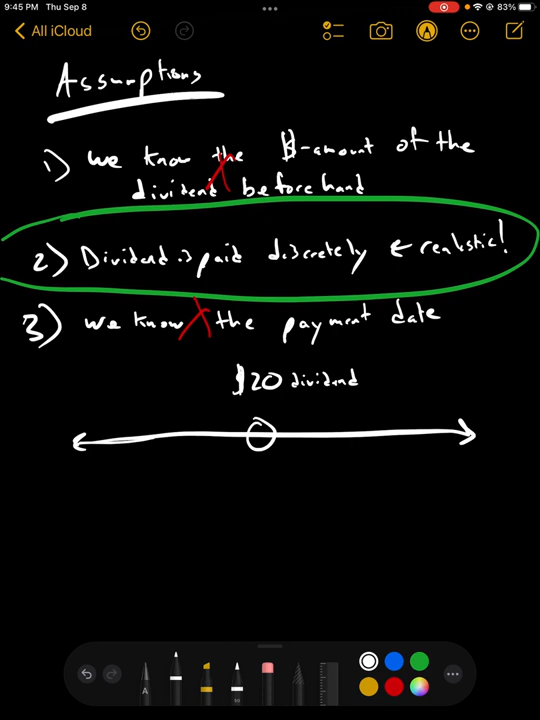 9:45 PM Thu Sep 8
83%
All iCloud
Assumptions
1) we know the $-amount of the
dividend beforehand
2) Dividend is paid discretely ← realistic!
3) we know the payment date
$20 dividend
A